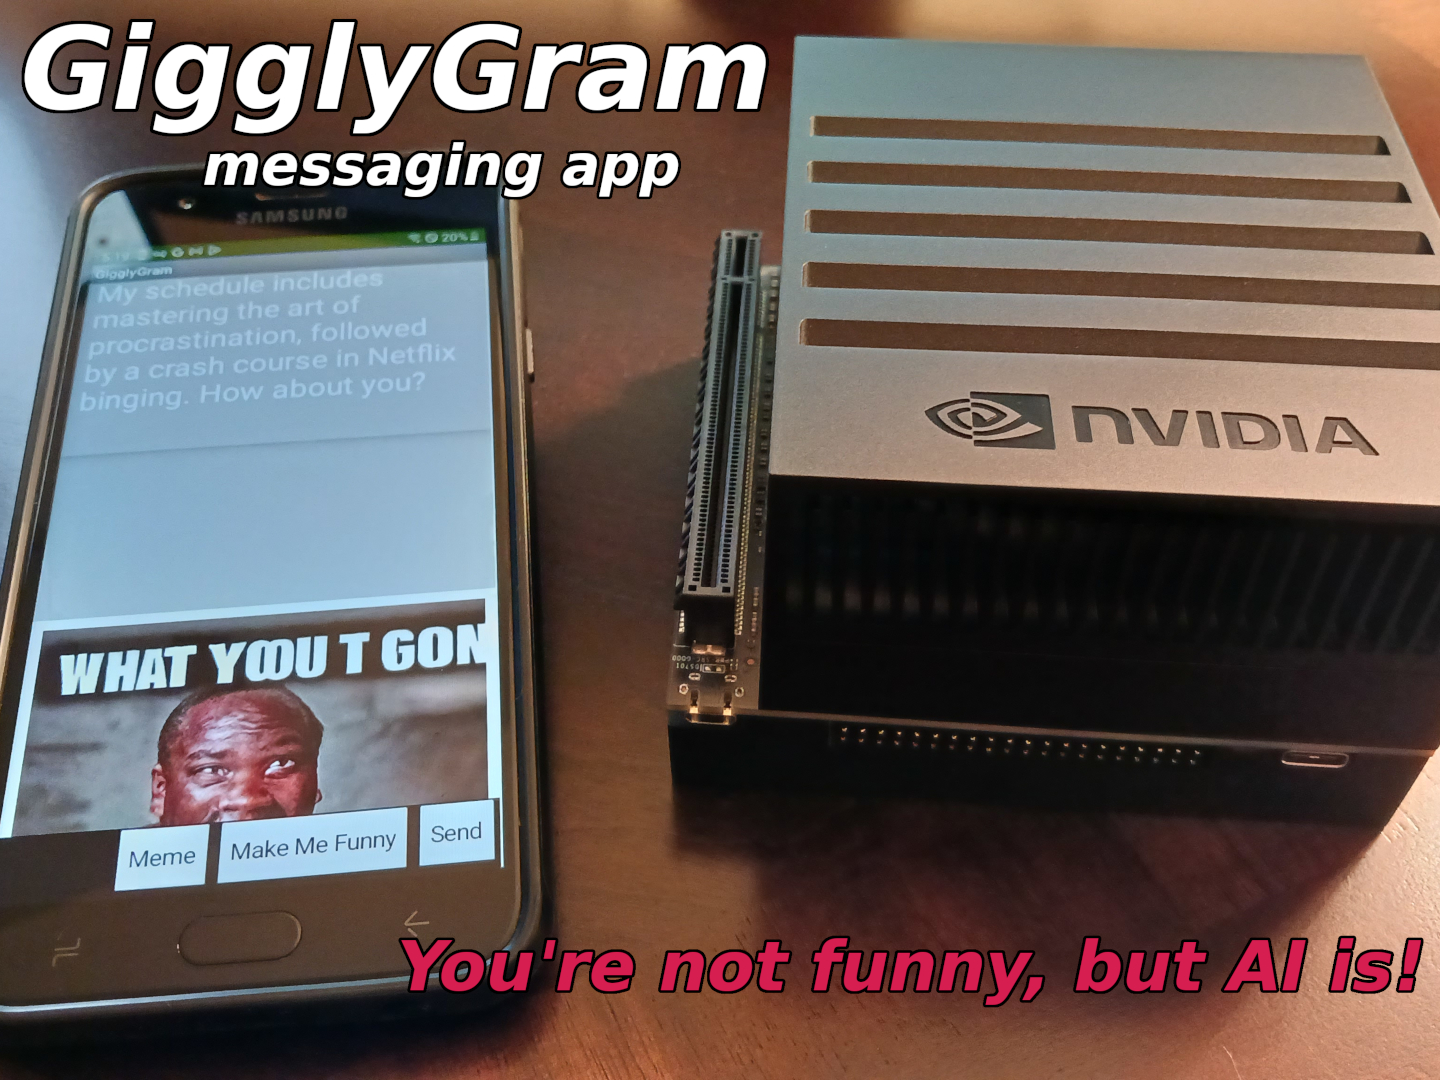 GigglyGram
messaging app
SAMSUNG
20%
GigglyGram
My schedule includes
mastering the art of
procrastination, followed
by a crash course in Netflix
binging. How about you?
WHAT YOOU T GON
Meme
Make Me Funny
Send
NVIDIA
You're not funny, but AI is!